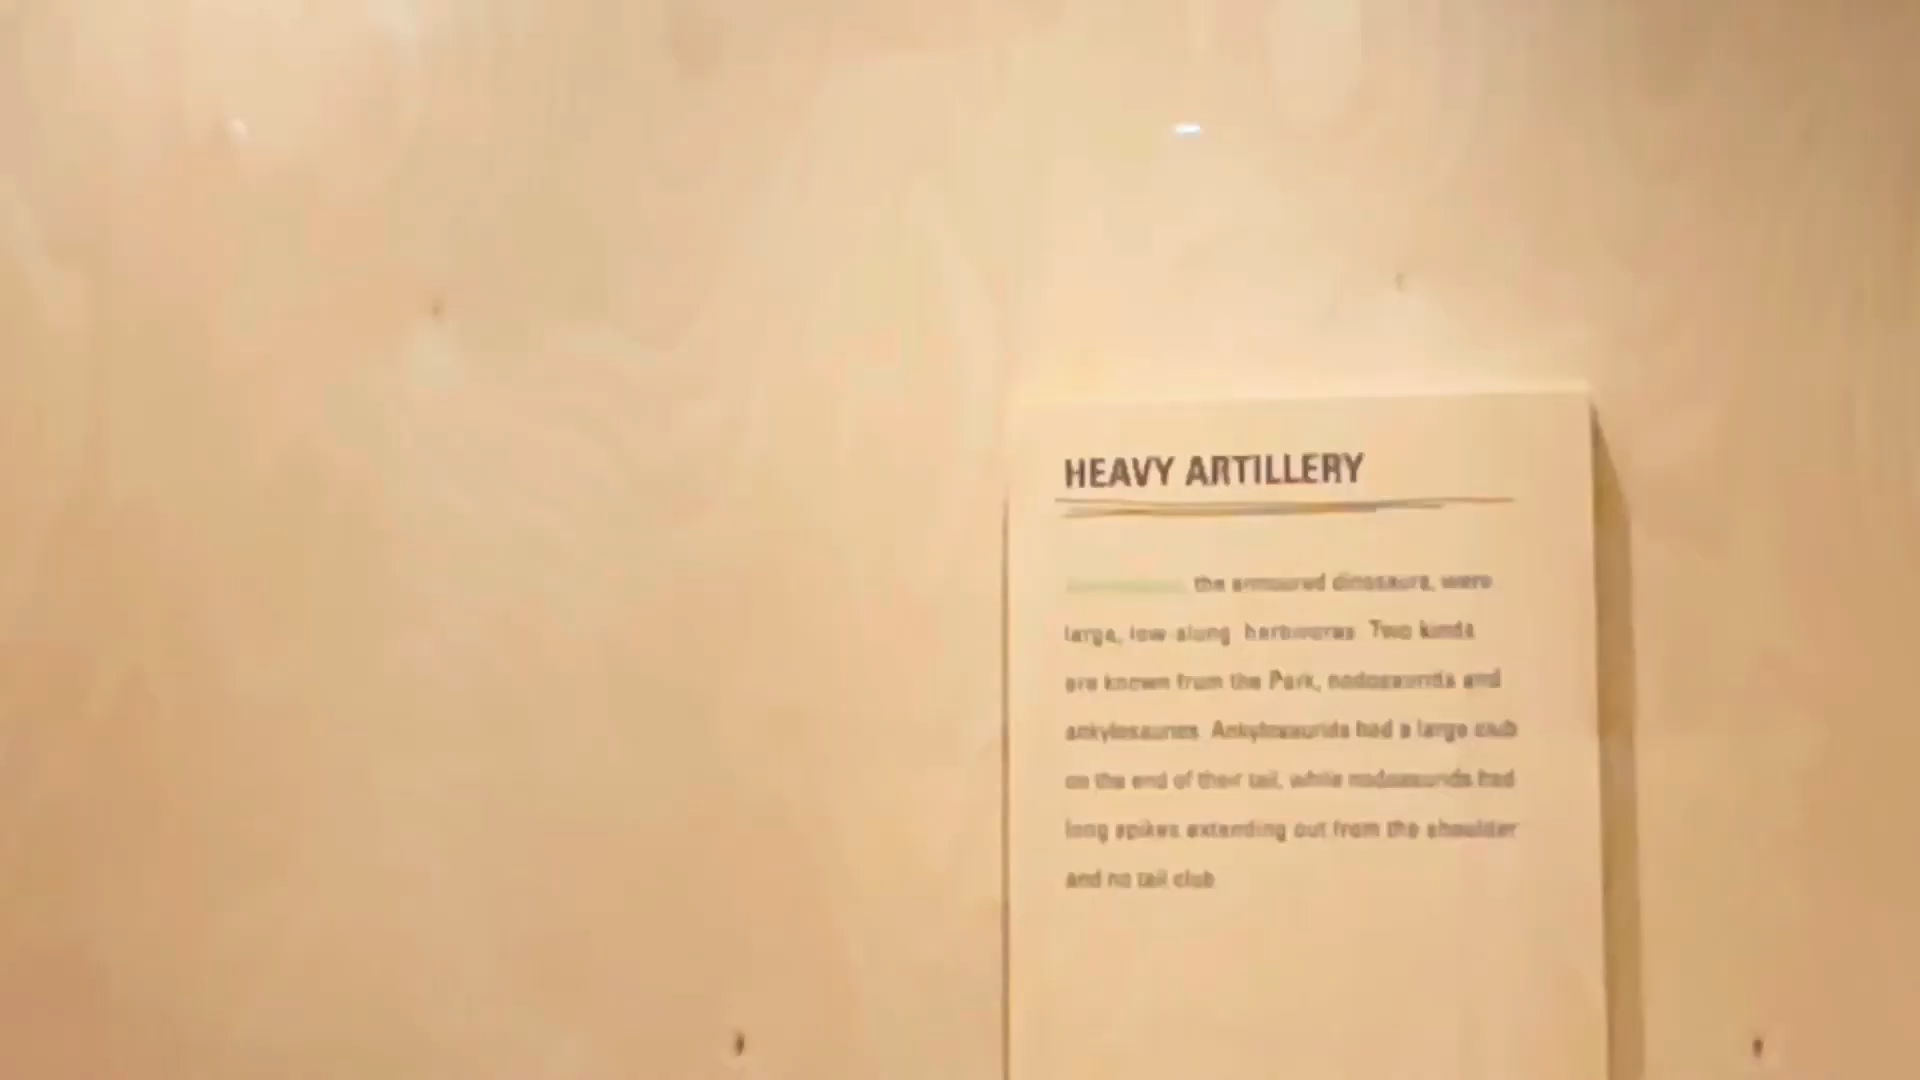 HEAVY ARTILLERY
the armoured dinosaurs, were
large, low-slung herbivores. Two kinds
are known from the Park, nodosaurids and
ankylosaurids. Ankylosaurids had a large club
on the end of their tail, while nodosaurids had
long spikes extending out from the shoulder
and no tail club